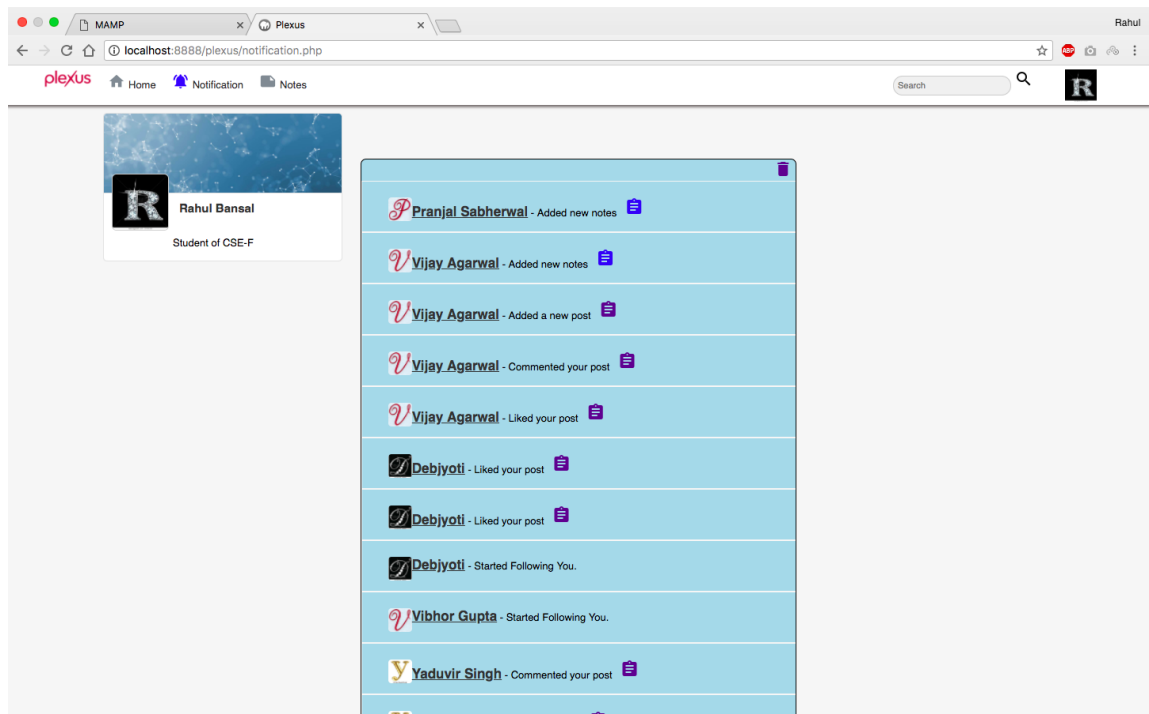 MAMP
Plexus
Rahul
localhost:8888/plexus/notification.php
ABP
plexus
Home
Notification
Notes
Search
R
R
Rahul Bansal
Student of CSE-F
P Pranjal Sabherwal - Added new notes
V Vijay Agarwal - Added new notes
V Vijay Agarwal - Added a new post
V Vijay Agarwal - Commented your post
V Vijay Agarwal - Liked your post
D Debjyoti - Liked your post
D Debjyoti - Liked your post
D Debjyoti - Started Following You.
V Vibhor Gupta - Started Following You.
Y Yaduvir Singh - Commented your post